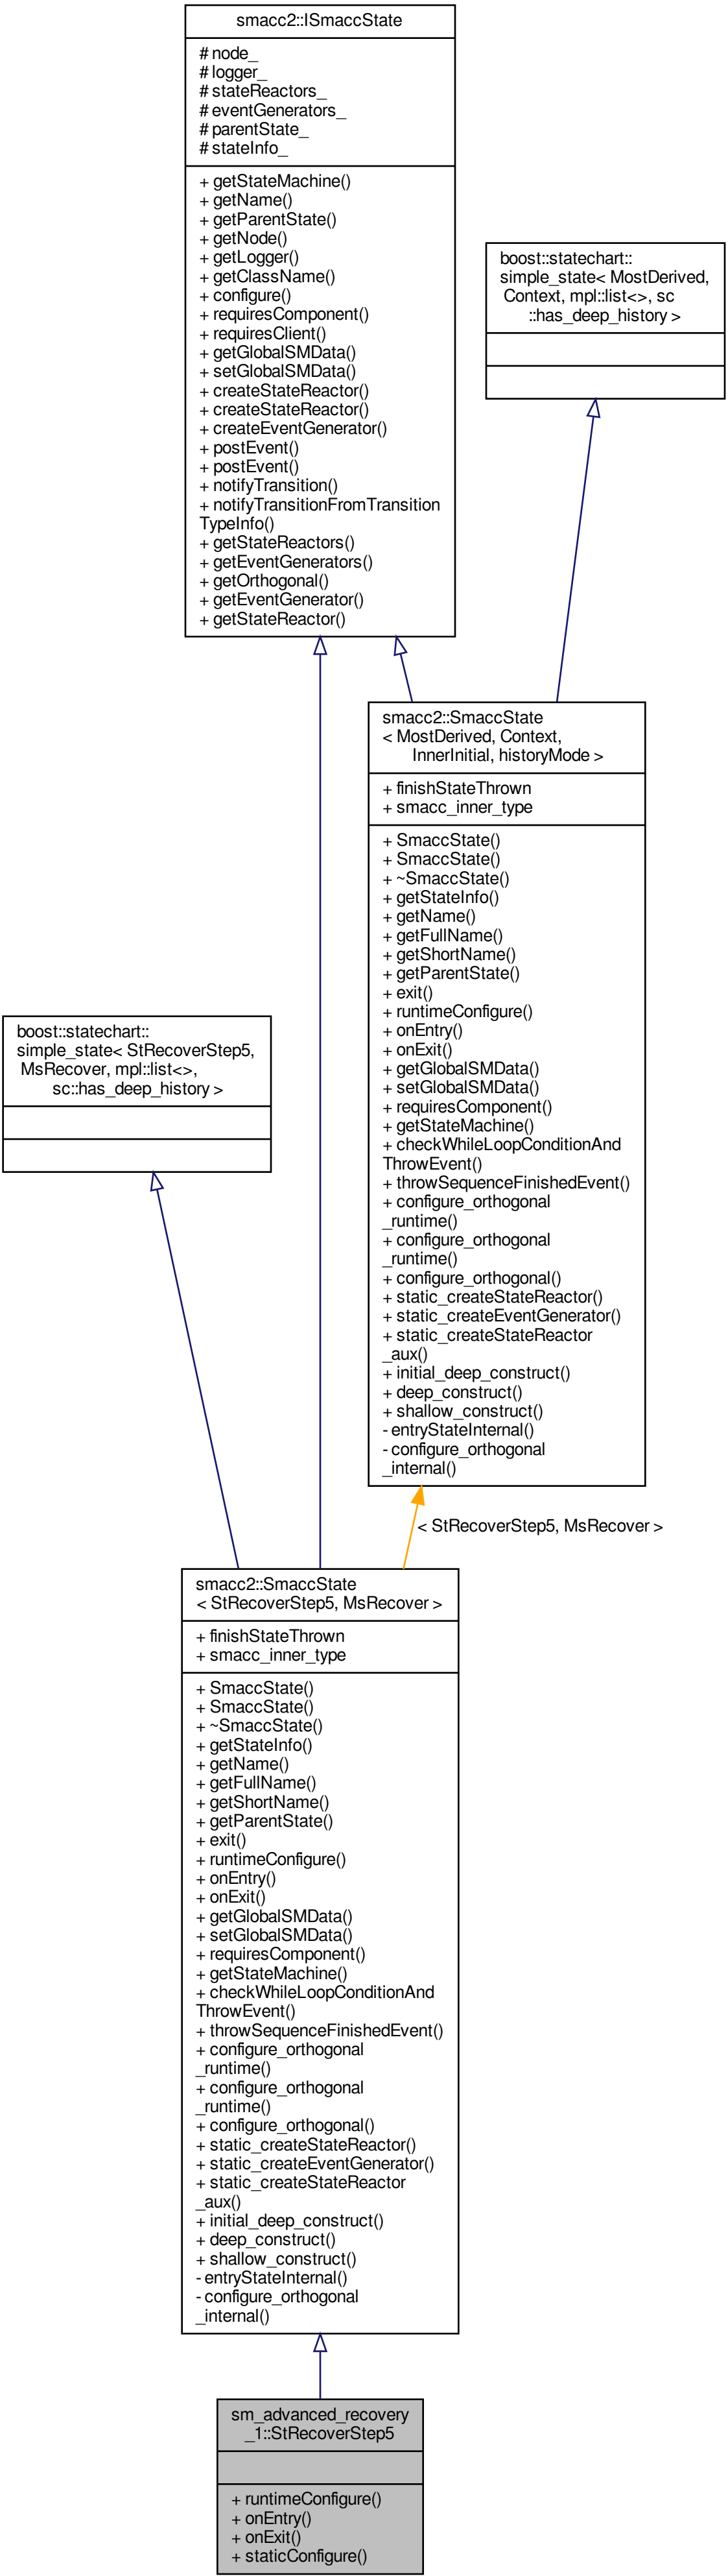 smacc2::ISmaccState
# node_
# logger_
# stateReactors_
# eventGenerators_
# parentState_
# stateInfo_
+ getStateMachine()
+ getName()
+ getParentState()
+ getNode()
+ getLogger()
+ getClassName()
+ configure()
+ requiresComponent()
+ requiresClient()
+ getGlobalSMData()
+ setGlobalSMData()
+ createStateReactor()
+ createStateReactor()
+ createEventGenerator()
+ postEvent()
+ postEvent()
+ notifyTransition()
+ notifyTransitionFromTransition
TypeInfo()
+ getStateReactors()
+ getEventGenerators()
+ getOrthogonal()
+ getEventGenerator()
+ getStateReactor()
boost::statechart::
simple_state< MostDerived,
Context, mpl::list<>, sc
::has_deep_history >
smacc2::SmaccState
< MostDerived, Context,
InnerInitial, historyMode >
+ finishStateThrown
+ smacc_inner_type
+ SmaccState()
+ SmaccState()
+ ~SmaccState()
+ getStateInfo()
+ getName()
+ getFullName()
+ getShortName()
+ getParentState()
+ exit()
+ runtimeConfigure()
+ onEntry()
+ onExit()
+ getGlobalSMData()
+ setGlobalSMData()
+ requiresComponent()
+ getStateMachine()
+ checkWhileLoopConditionAnd
ThrowEvent()
+ throwSequenceFinishedEvent()
+ configure_orthogonal
_runtime()
+ configure_orthogonal
_runtime()
+ configure_orthogonal()
+ static_createStateReactor()
+ static_createEventGenerator()
+ static_createStateReactor
_aux()
+ initial_deep_construct()
+ deep_construct()
+ shallow_construct()
- entryStateInternal()
- configure_orthogonal
_internal()
boost::statechart::
simple_state< StRecoverStep5,
MsRecover, mpl::list<>,
sc::has_deep_history >
< StRecoverStep5, MsRecover >
smacc2::SmaccState
< StRecoverStep5, MsRecover >
+ finishStateThrown
+ smacc_inner_type
+ SmaccState()
+ SmaccState()
+ ~SmaccState()
+ getStateInfo()
+ getName()
+ getFullName()
+ getShortName()
+ getParentState()
+ exit()
+ runtimeConfigure()
+ onEntry()
+ onExit()
+ getGlobalSMData()
+ setGlobalSMData()
+ requiresComponent()
+ getStateMachine()
+ checkWhileLoopConditionAnd
ThrowEvent()
+ throwSequenceFinishedEvent()
+ configure_orthogonal
_runtime()
+ configure_orthogonal
_runtime()
+ configure_orthogonal()
+ static_createStateReactor()
+ static_createEventGenerator()
+ static_createStateReactor
_aux()
+ initial_deep_construct()
+ deep_construct()
+ shallow_construct()
- entryStateInternal()
- configure_orthogonal
_internal()
sm_advanced_recovery
_1::StRecoverStep5
+ runtimeConfigure()
+ onEntry()
+ onExit()
+ staticConfigure()